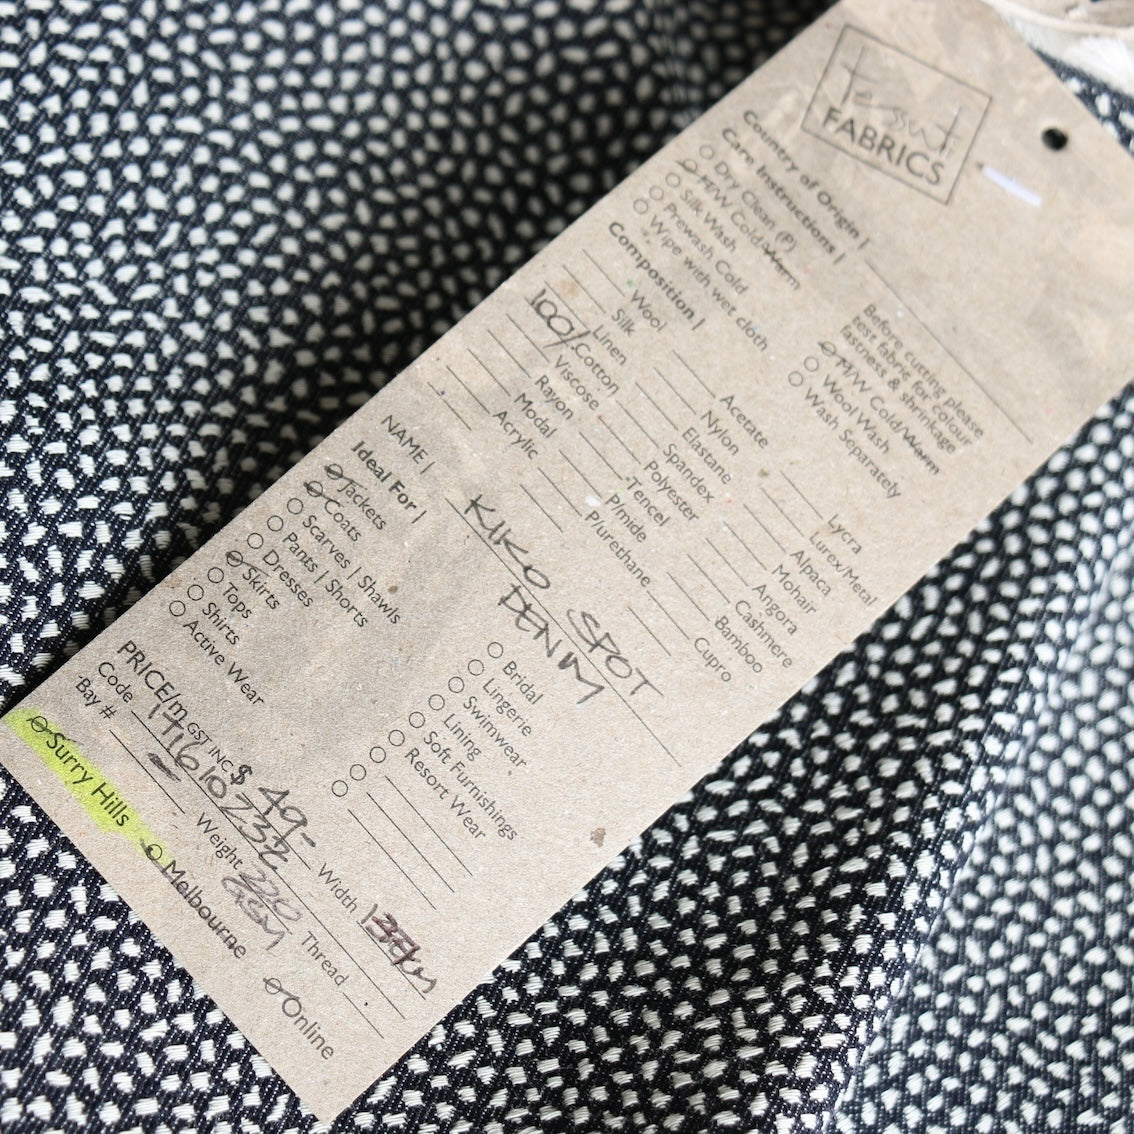 Tessuti
FABRICS
Country of Origin |
Care Instructions |
Dry Clean (P)
H/W Cold/Warm
Silk Wash
Prewash Cold
Wipe with wet cloth
Before cutting please
test fabric for colour
fastness & shrinkage
M/W Cold/Warm
Wool Wash
Wash Separately
Composition |
Wool
Silk
Linen
100/ Cotton
Viscose
Rayon
Modal
Acrylic
Acetate
Nylon
Elastane
Spandex
Polyester
Tencel
P/mide
P/urethane
Lycra
Lurex/Metal
Alpaca
Mohair
Angora
Cashmere
Bamboo
Cupro
NAME | KIKO SPOT
DENIM
Ideal For |
Jackets
Coats
Scarves | Shawls
Pants | Shorts
Dresses
Skirts
Tops
Shirts
Active Wear
Bridal
Lingerie
Swimwear
Lining
Soft Furnishings
Resort Wear
PRICE/m GST INC $ 49- Width
Code
Bay # Weight Thread
Surry Hills Melbourne Online